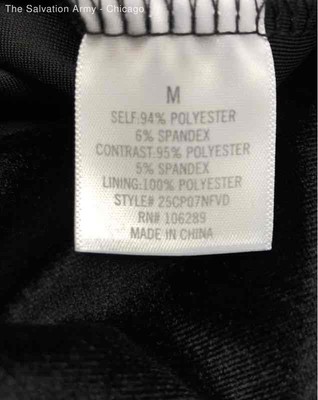 The Salvation Army - Chicago
M
SELF:94% POLYESTER
6% SPANDEX
CONTRAST:95% POLYESTER
5% SPANDEX
LINING:100% POLYESTER
STYLE# 25CP07NFVD
RN# 106289
MADE IN CHINA